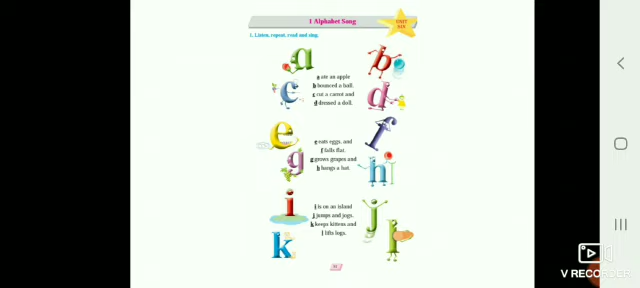 1 Alphabet Song
UNIT
SIX
1. Listen, repeat, read and sing.
a
b
a ate an apple
b bounced a ball.
c cut a carrot and
d dressed a doll.
c
d
e
f
e eats eggs, and
f falls flat.
g grows grapes and
h hangs a hat.
g
h
i
j
i is on an island
j jumps and jogs.
k keeps kittens and
l lifts logs.
k
l
V RECORDER